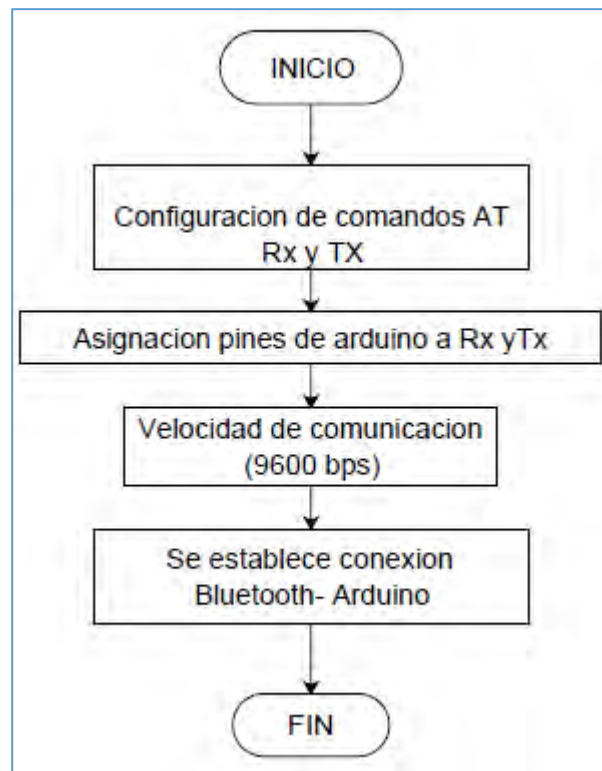 INICIO
Configuracion de comandos AT
Rx y TX
Asignacion pines de arduino a Rx yTx
Velocidad de comunicacion
(9600 bps)
Se establece conexion
Bluetooth- Arduino
FIN